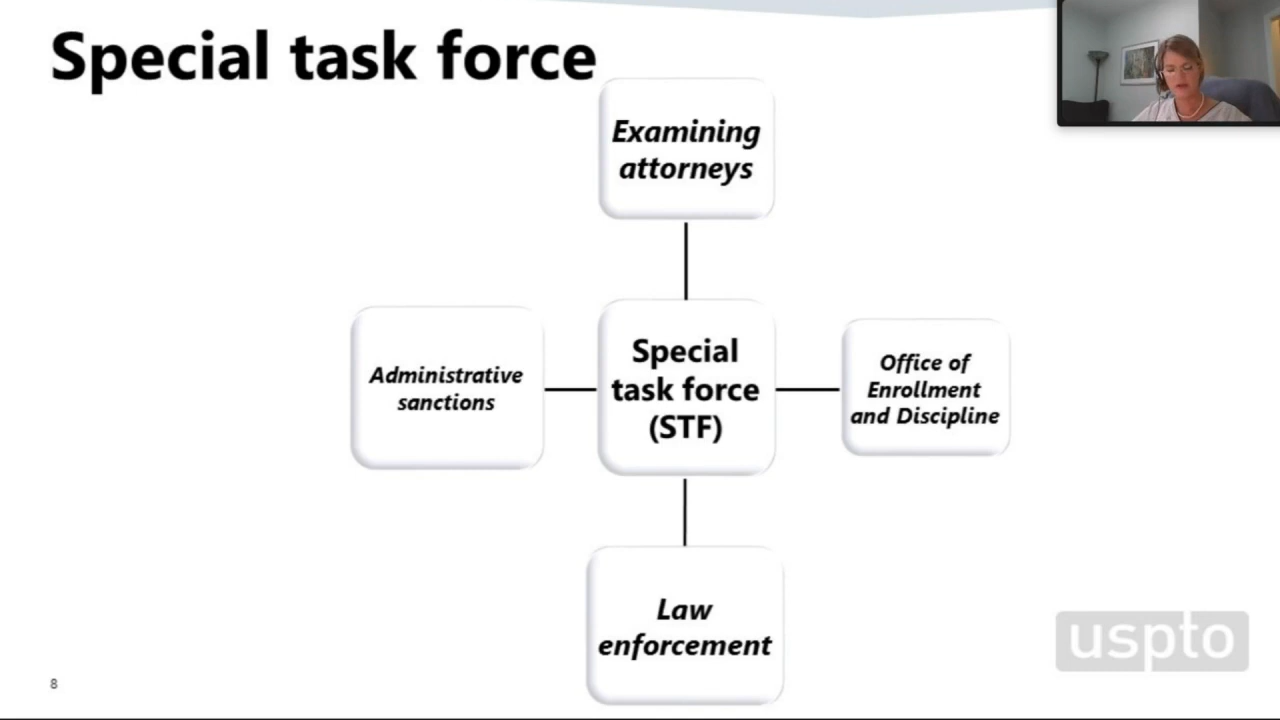 Special task force
Examining
attorneys
Administrative
sanctions
Special
task force
(STF)
Office of
Enrollment
and Discipline
Law
enforcement
uspto
8